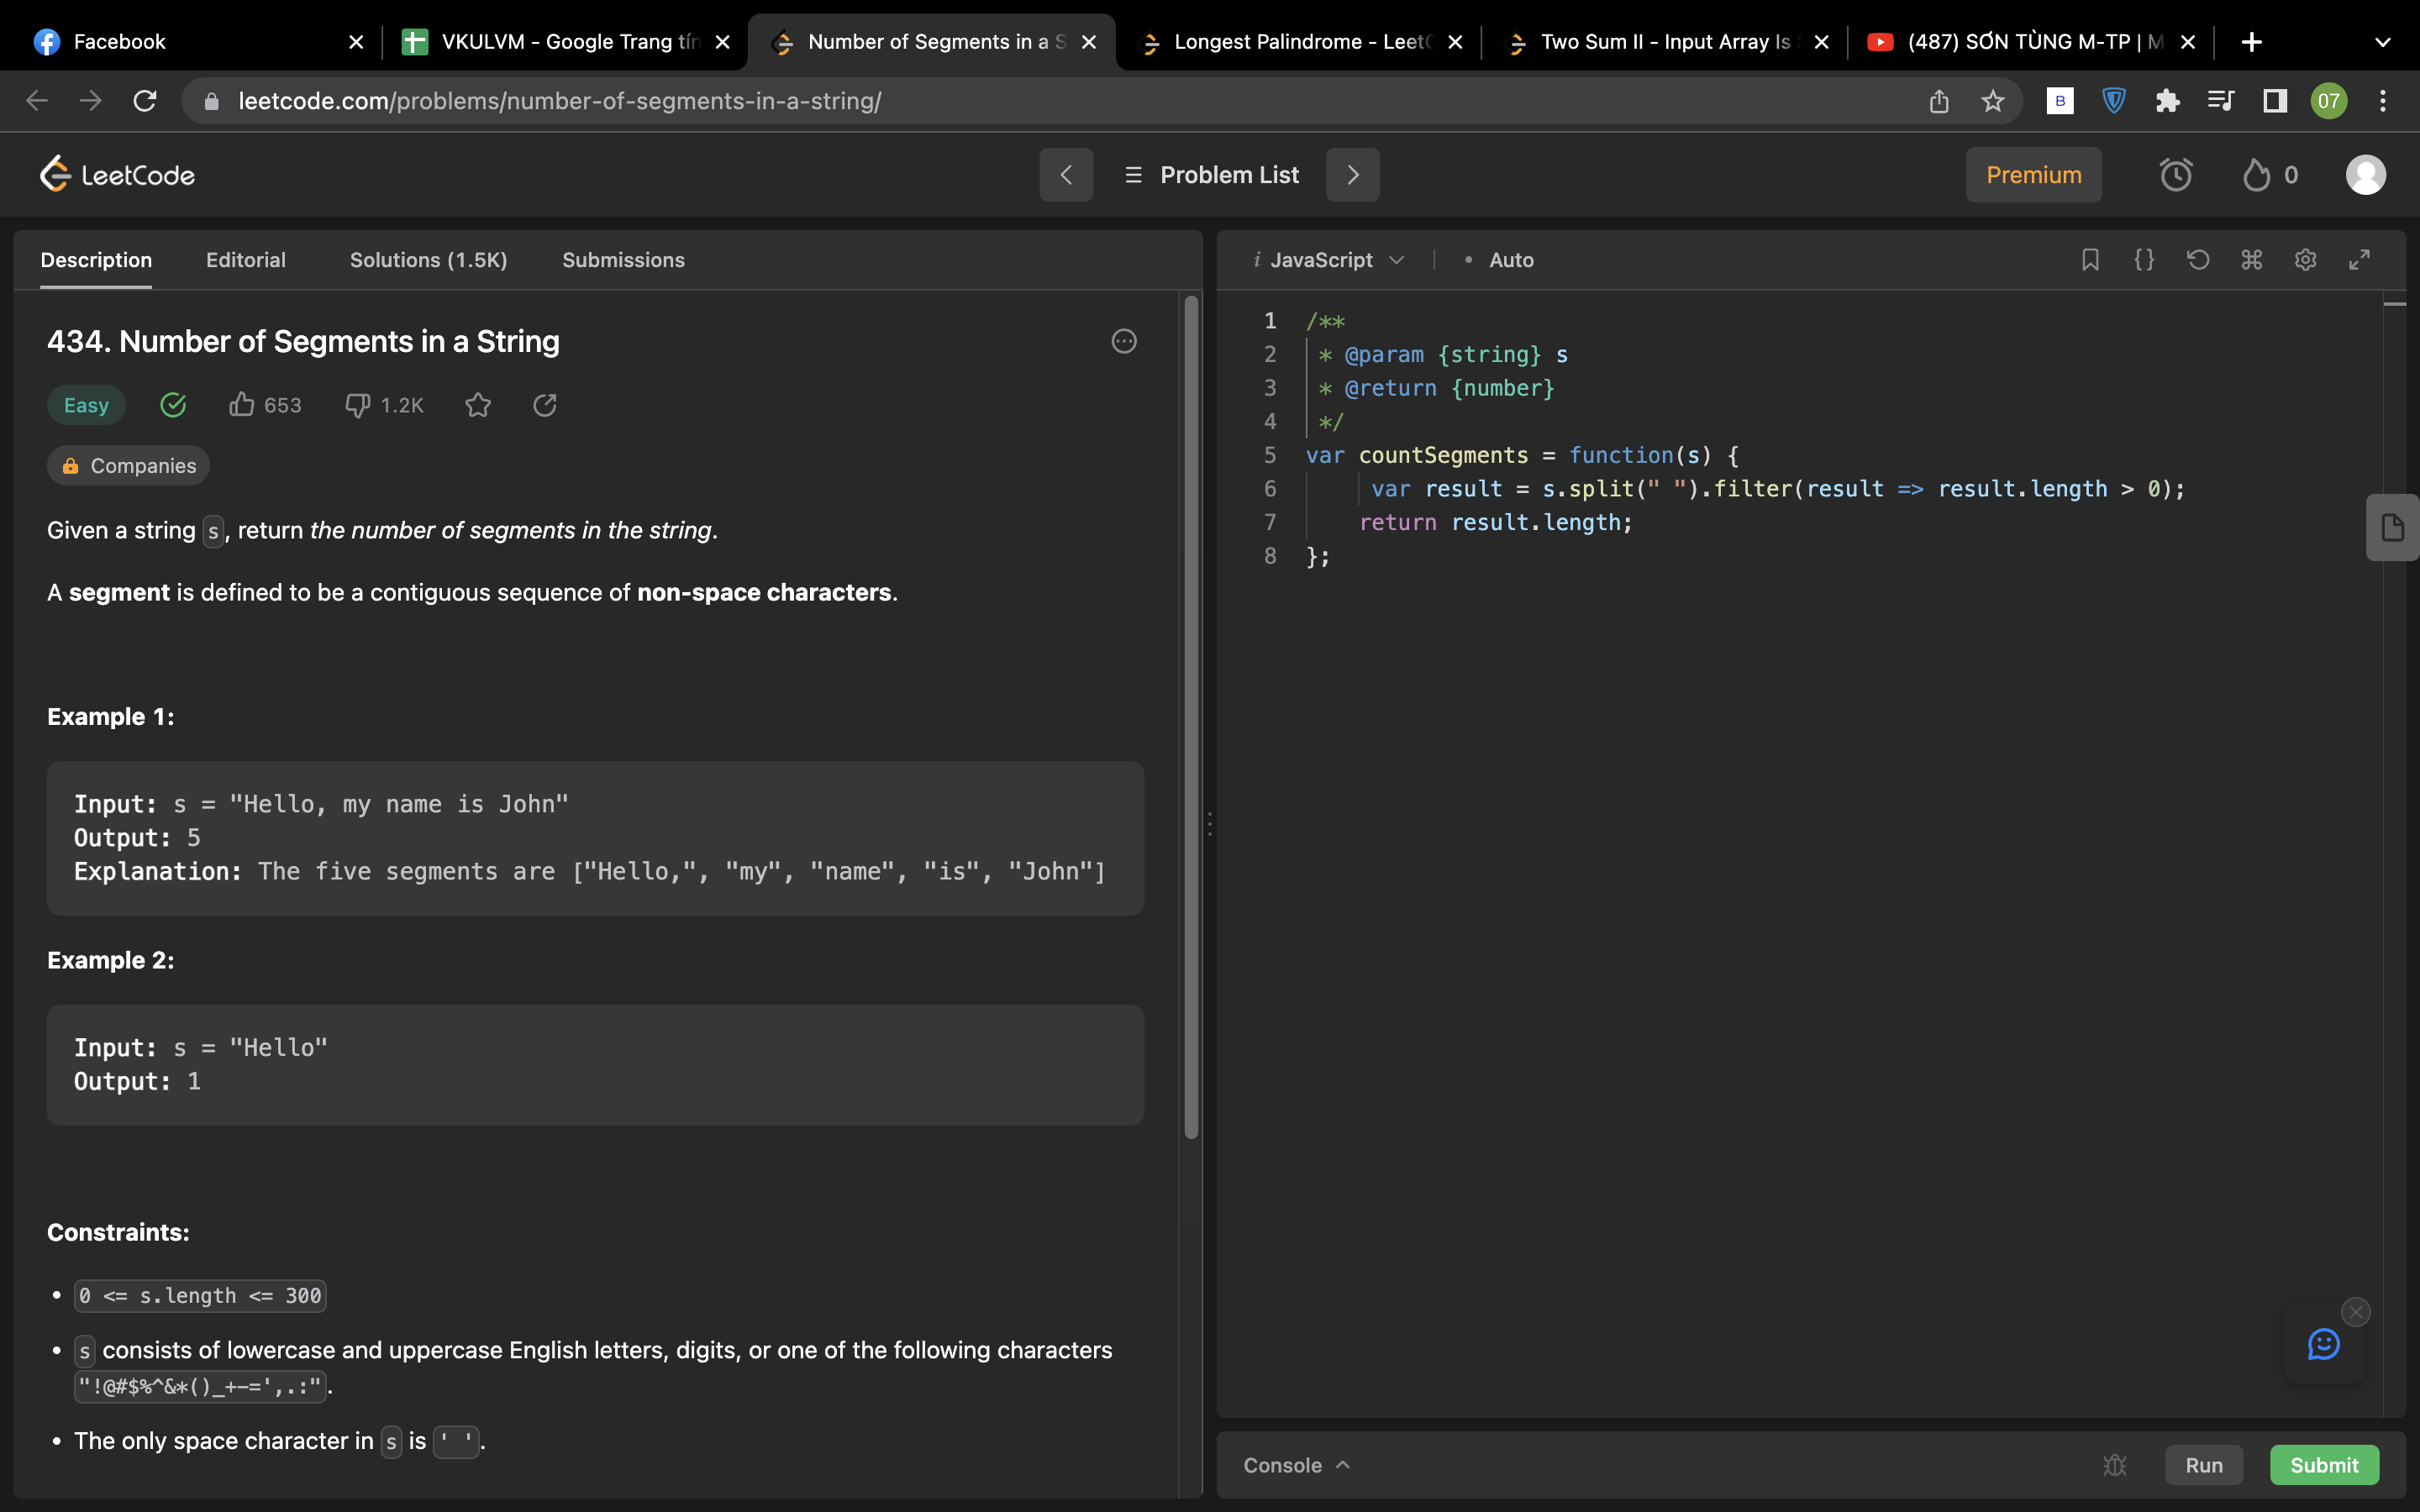 Facebook
VKULVM - Google Trang tín
Number of Segments in a S
Longest Palindrome - LeetC
Two Sum II - Input Array Is
(487) SƠN TÙNG M-TP | M
leetcode.com/problems/number-of-segments-in-a-string/
B
07
LeetCode
Problem List
Premium
0
Description
Editorial
Solutions (1.5K)
Submissions
434. Number of Segments in a String
Easy
653
1.2K
Companies
Given a string s, return the number of segments in the string.
A segment is defined to be a contiguous sequence of non-space characters.
Example 1:
Input: s = "Hello, my name is John"
Output: 5
Explanation: The five segments are ["Hello,", "my", "name", "is", "John"]
Example 2:
Input: s = "Hello"
Output: 1
Constraints:
• 0 <= s.length <= 300
• s consists of lowercase and uppercase English letters, digits, or one of the following characters
"!@#$%^&*()_+-=',.:".
• The only space character in s is ' '.
i JavaScript
• Auto
1 /**
2 * @param {string} s
3 * @return {number}
4 */
5 var countSegments = function(s) {
6 var result = s.split(" ").filter(result => result.length > 0);
7 return result.length;
8 };
Console
Run
Submit